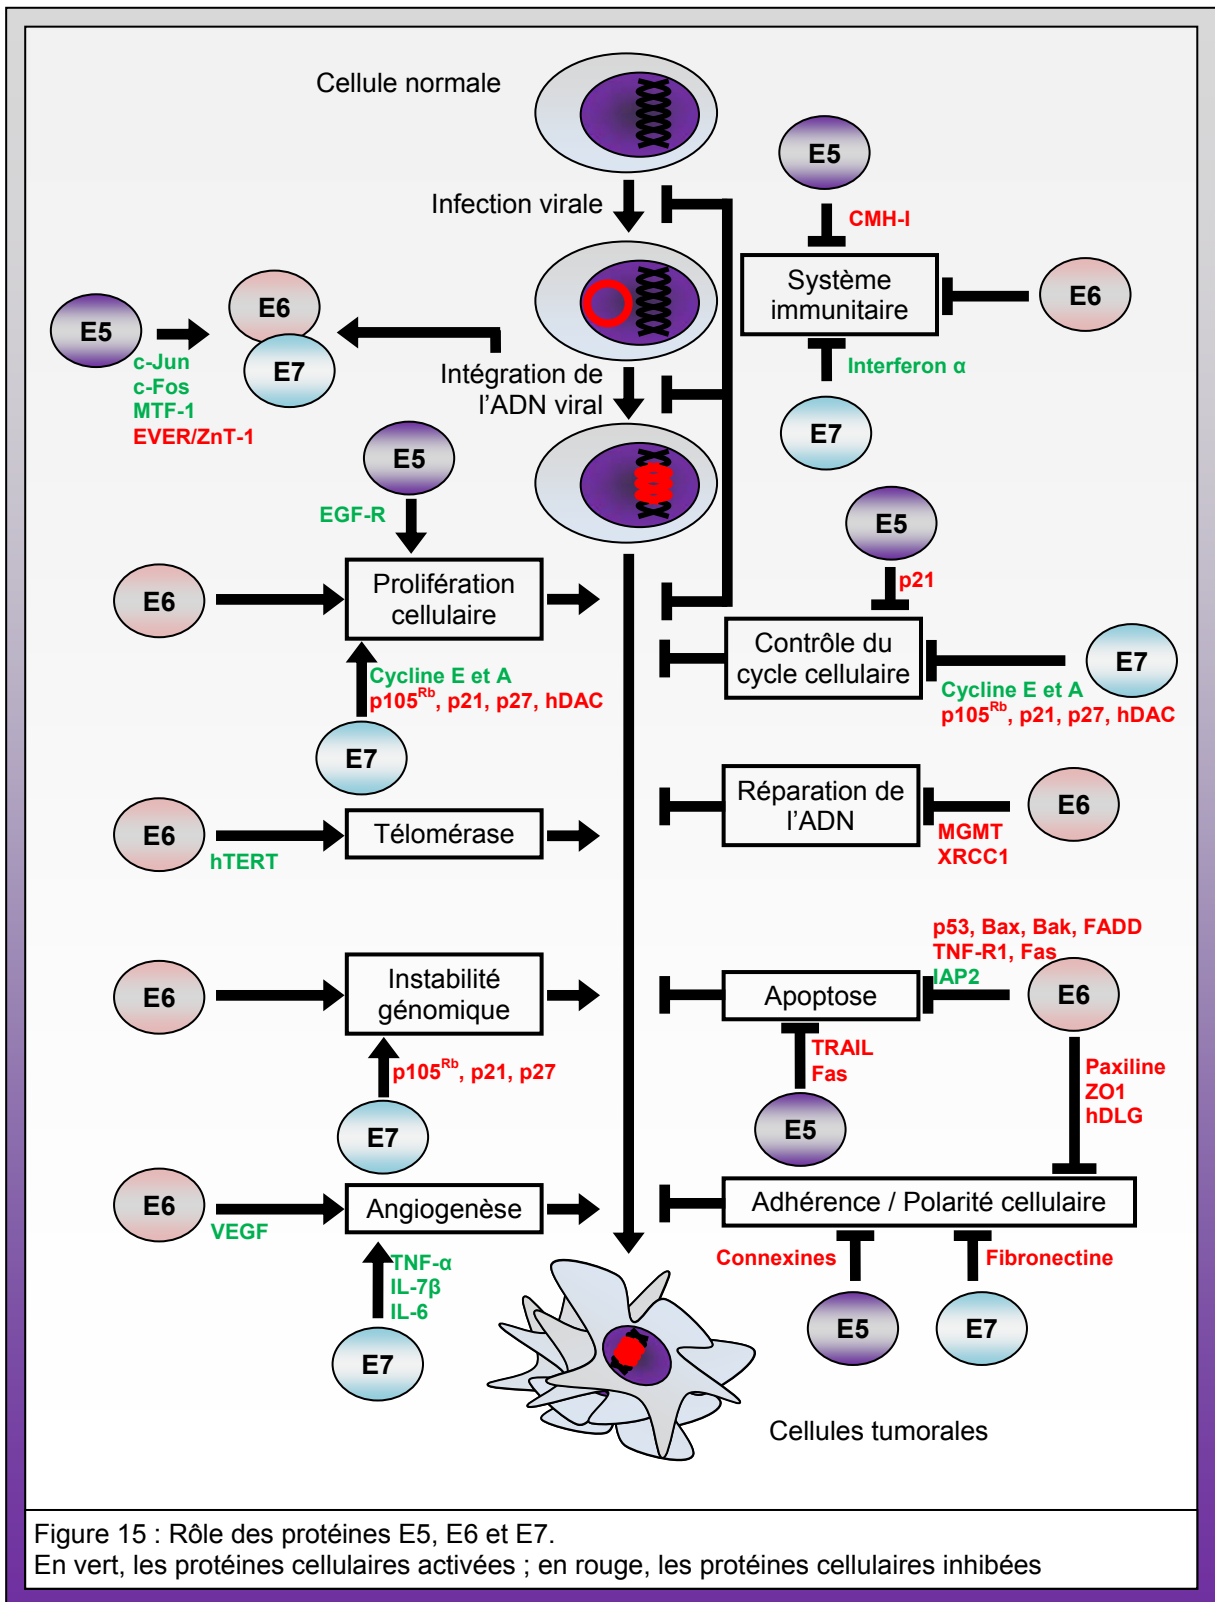 Cellule normale
E5
Infection virale
CMH-I
Système
immunitaire
E6
E5
E6
E7
c-Jun
c-Fos
MTF-1
EVER/ZnT-1
Intégration de
l'ADN viral
Interferon α
E7
E5
EGF-R
E5
p21
E6
Prolifération
cellulaire
Contrôle du
cycle cellulaire
E7
Cycline E et A
p105Rb, p21, p27, hDAC
Cycline E et A
p105Rb, p21, p27, hDAC
E7
E6
hTERT
Télomérase
Réparation de
l'ADN
E6
MGMT
XRCC1
p53, Bax, Bak, FADD
TNF-R1, Fas
IAP2
E6
Instabilité
génomique
Apoptose
E6
p105Rb, p21, p27
TRAIL
Fas
Paxiline
ZO1
hDLG
E7
E5
E6
VEGF
Angiogenèse
Adhérence / Polarité cellulaire
TNF-α
IL-7β
IL-6
Connexines
Fibronectine
E7
E5
E7
Cellules tumorales
Figure 15 : Rôle des protéines E5, E6 et E7.
En vert, les protéines cellulaires activées ; en rouge, les protéines cellulaires inhibées